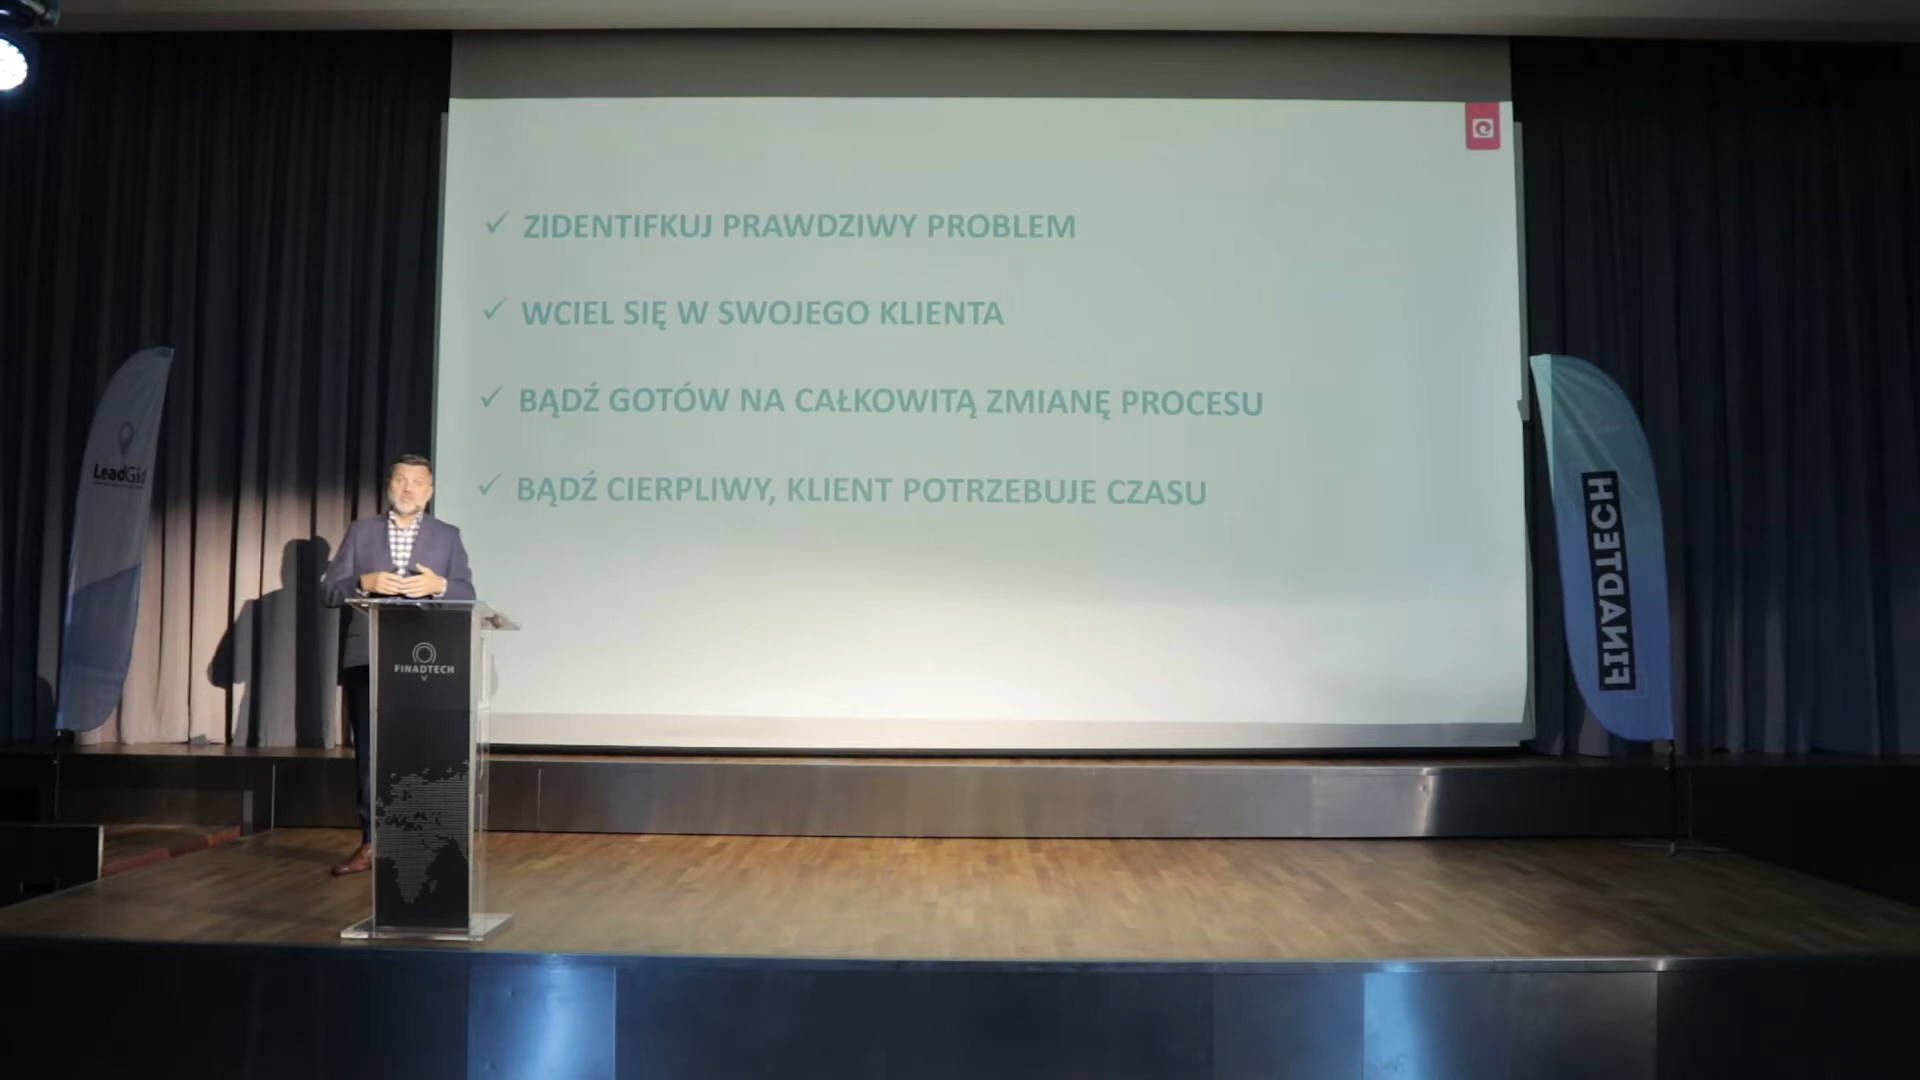 ZIDENTIFKUJ PRAWDZIWY PROBLEM
WCIEL SIĘ W SWOJEGO KLIENTA
BĄDŹ GOTÓW NA CAŁKOWITĄ ZMIANĘ PROCESU
BĄDŹ CIERPLIWY, KLIENT POTRZEBUJE CZASU
FINADTECH
FINADTECH